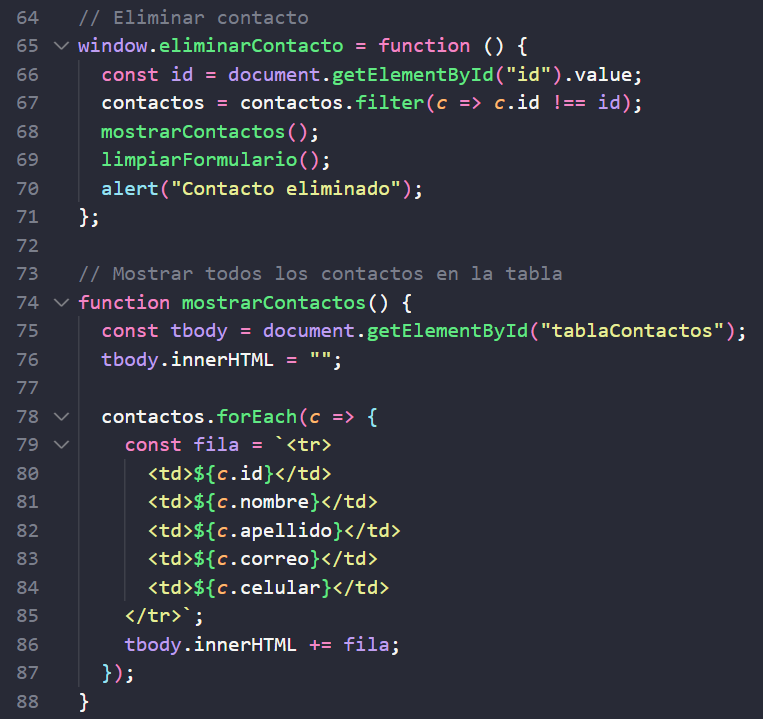 64 // Eliminar contacto
65 window.eliminarContacto = function () {
66   const id = document.getElementById("id").value;
67   contactos = contactos.filter(c => c.id !== id);
68   mostrarContactos();
69   limpiarFormulario();
70   alert("Contacto eliminado");
71 };
72
73 // Mostrar todos los contactos en la tabla
74 function mostrarContactos() {
75   const tbody = document.getElementById("tablaContactos");
76   tbody.innerHTML = "";
77
78   contactos.forEach(c => {
79     const fila = `<tr>
80       <td>${c.id}</td>
81       <td>${c.nombre}</td>
82       <td>${c.apellido}</td>
83       <td>${c.correo}</td>
84       <td>${c.celular}</td>
85     </tr>`;
86     tbody.innerHTML += fila;
87   });
88 }